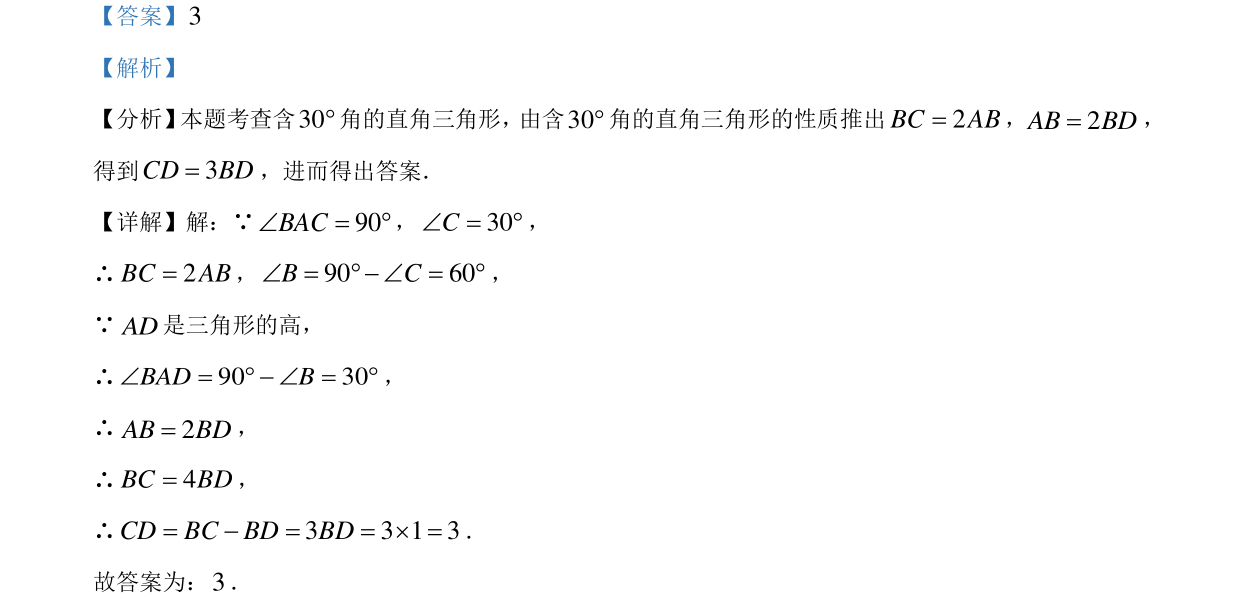 【答案】3
【解析】
【分析】本题考查含30°角的直角三角形，由含30°角的直角三角形的性质推出BC = 2AB，AB = 2BD，
得到CD = 3BD，进而得出答案.
【详解】解：∵∠BAC = 90°，∠C = 30°，
∴BC = 2AB，∠B = 90°−∠C = 60°，
∵AD是三角形的高，
∴∠BAD = 90°−∠B = 30°，
∴AB = 2BD，
∴BC = 4BD，
∴CD = BC − BD = 3BD = 3×1 = 3.
故答案为：3.